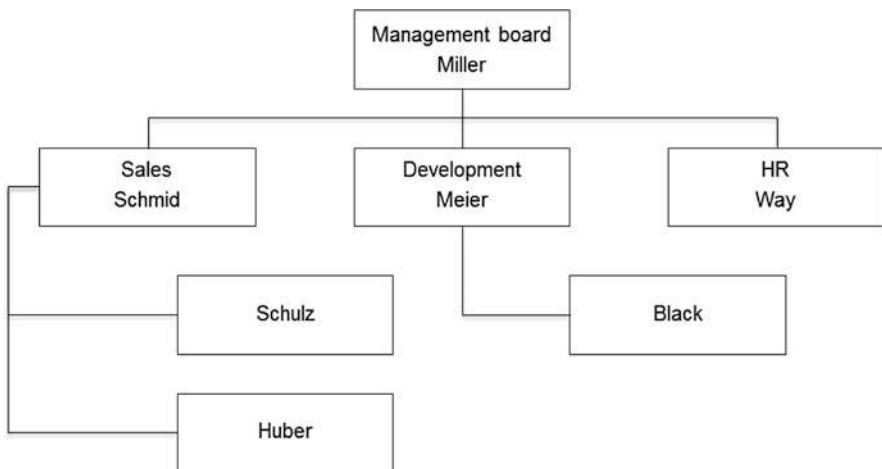 Management board
Miller
Sales
Schmid
Development
Meier
HR
Way
Schulz
Black
Huber